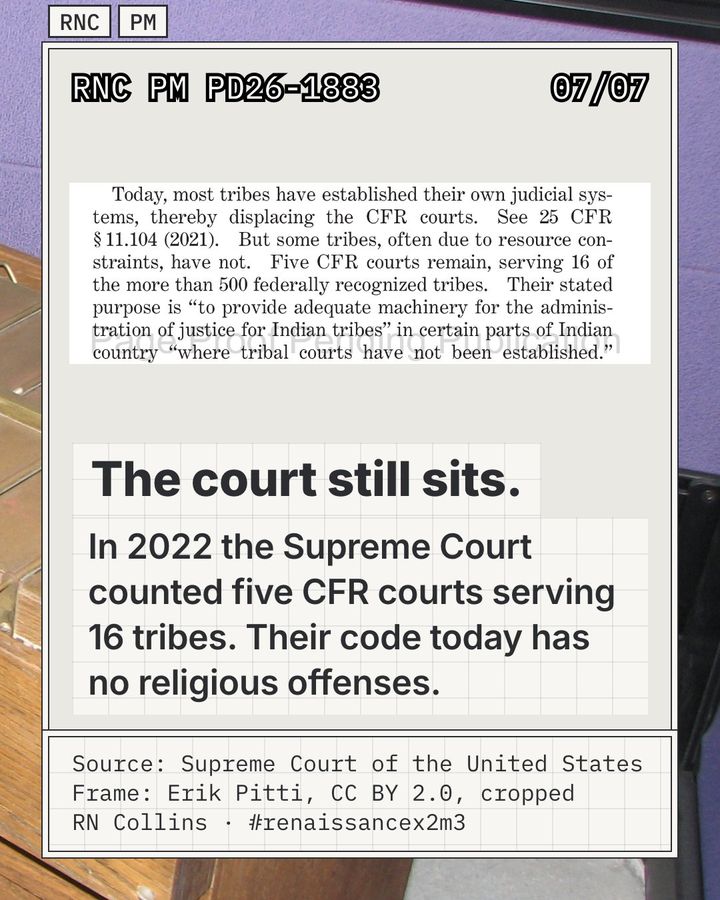 RNC PM
RNC PM PD26-1883 07/07
Today, most tribes have established their own judicial sys-
tems, thereby displacing the CFR courts. See 25 CFR
§ 11.104 (2021). But some tribes, often due to resource con-
straints, have not. Five CFR courts remain, serving 16 of
the more than 500 federally recognized tribes. Their stated
purpose is “to provide adequate machinery for the adminis-
tration of justice for Indian tribes” in certain parts of Indian
Page Proof Pending Publication
country “where tribal courts have not been established.”
The court still sits.
In 2022 the Supreme Court
counted five CFR courts serving
16 tribes. Their code today has
no religious offenses.
Source: Supreme Court of the United States
Frame: Erik Pitti, CC BY 2.0, cropped
RN Collins · #renaissancex2m3